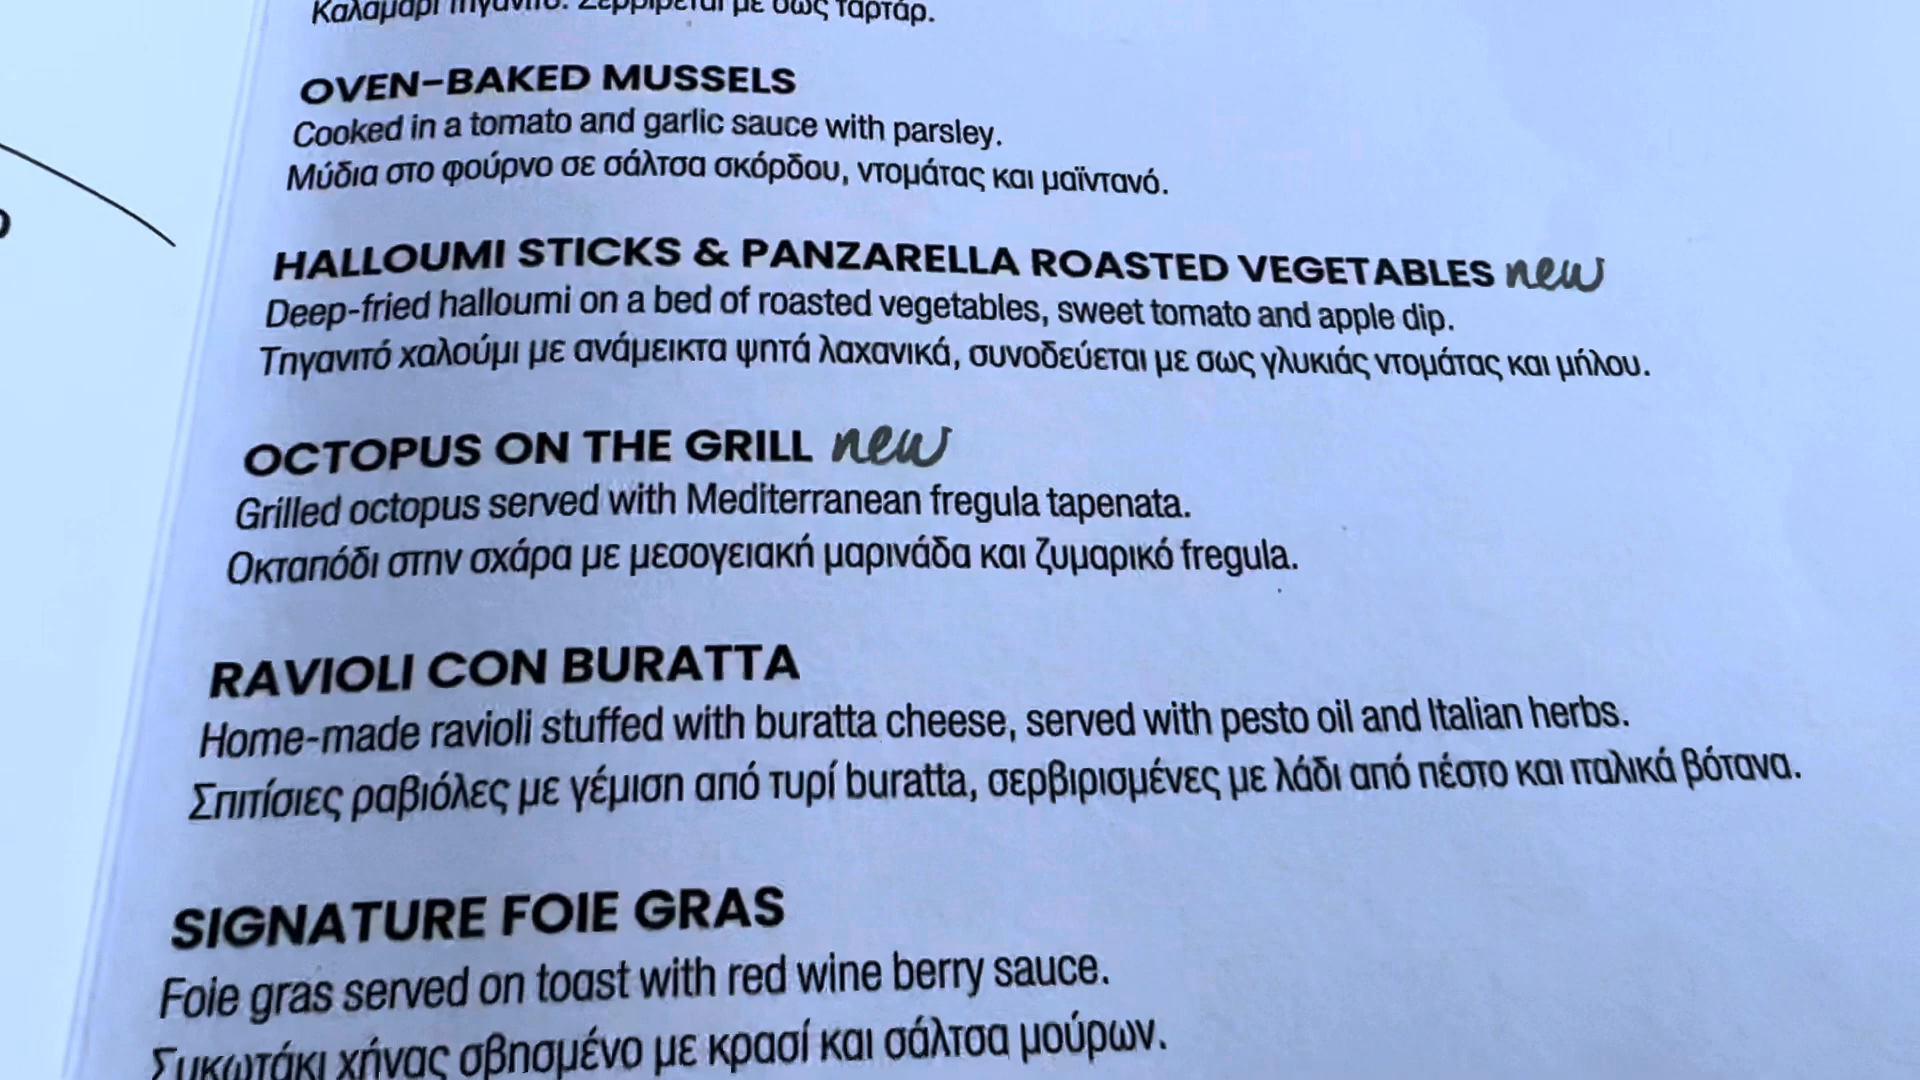 Καλαμάρι τηγανιτό. Σερβίρεται με σως ταρτάρ.
OVEN-BAKED MUSSELS
Cooked in a tomato and garlic sauce with parsley.
Μύδια στο φούρνο σε σάλτσα σκόρδου, ντομάτας και μαϊντανό.
HALLOUMI STICKS & PANZARELLA ROASTED VEGETABLES new
Deep-fried halloumi on a bed of roasted vegetables, sweet tomato and apple dip.
Τηγανιτό χαλούμι με ανάμεικτα ψητά λαχανικά, συνοδεύεται με σως γλυκιάς ντομάτας και μήλου.
OCTOPUS ON THE GRILL new
Grilled octopus served with Mediterranean fregula tapenata.
Οκταπόδι στην σχάρα με μεσογειακή μαρινάδα και ζυμαρικό fregula.
RAVIOLI CON BURATTA
Home-made ravioli stuffed with buratta cheese, served with pesto oil and Italian herbs.
Σπιτίσιες ραβιόλες με γέμιση από τυρί buratta, σερβιρισμένες με λάδι από πέστο και ιταλικά βότανα.
SIGNATURE FOIE GRAS
Foie gras served on toast with red wine berry sauce.
Συκωτάκι χήνας σβησμένο με κρασί και σάλτσα μούρων.